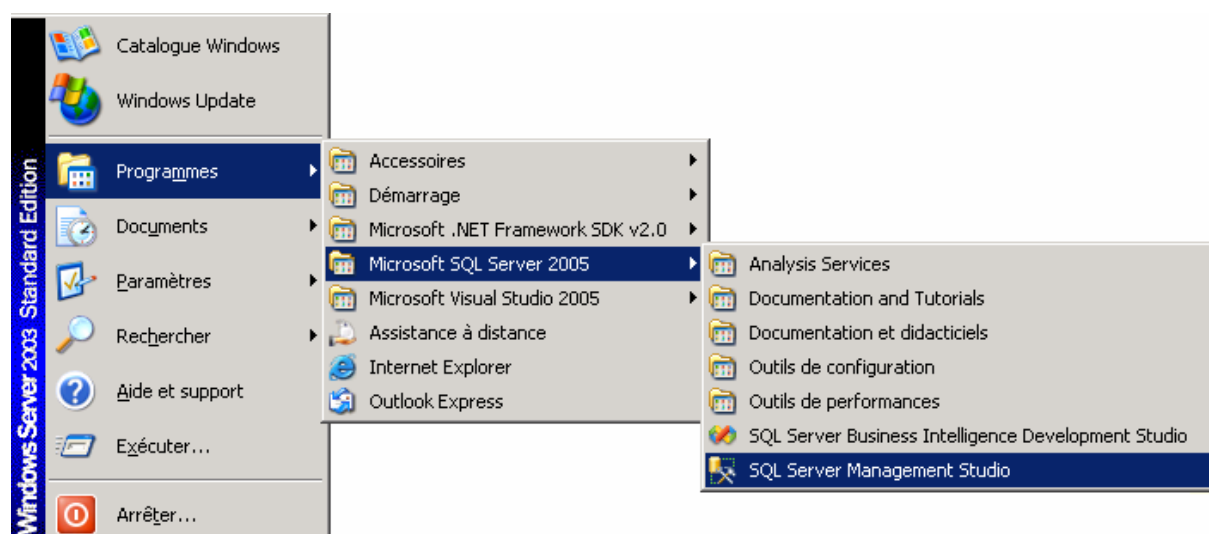 Windows Server 2003 Standard Edition
Catalogue Windows
Windows Update
Programmes
Documents
Paramètres
Rechercher
Aide et support
Exécuter...
Arrêter...
Accessoires
Démarrage
Microsoft .NET Framework SDK v2.0
Microsoft SQL Server 2005
Microsoft Visual Studio 2005
Assistance à distance
Internet Explorer
Outlook Express
Analysis Services
Documentation and Tutorials
Documentation et didacticiels
Outils de configuration
Outils de performances
SQL Server Business Intelligence Development Studio
SQL Server Management Studio